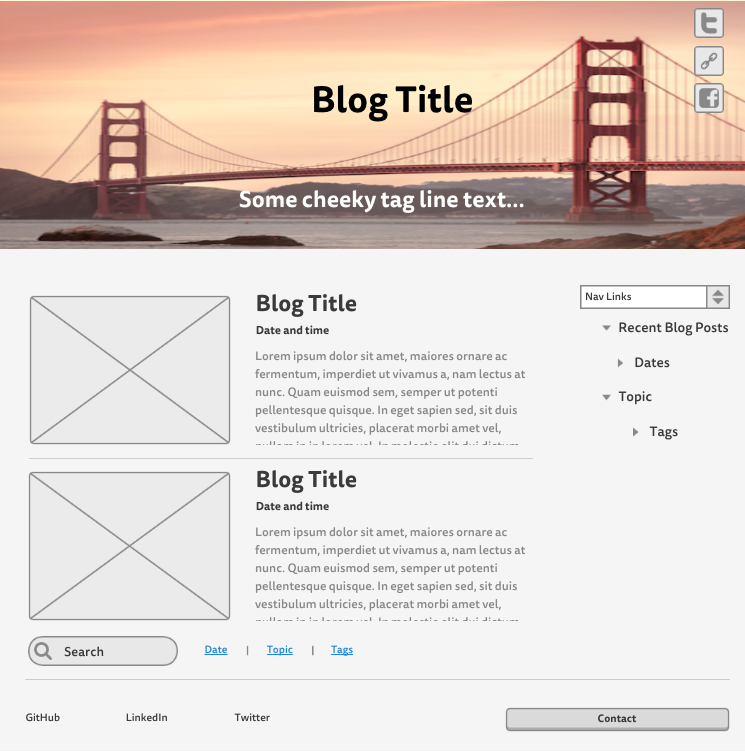 Blog Title
Some cheeky tag line text...
Blog Title
Date and time
Lorem ipsum dolor sit amet, maiores ornare ac
fermentum, imperdiet ut vivamus a, nam lectus at
nunc. Quam euismod sem, semper ut potenti
pellentesque quisque. In eget sapien sed, sit duis
vestibulum ultricies, placerat morbi amet vel,
Nav Links
Recent Blog Posts
Dates
Topic
Tags
Blog Title
Date and time
Lorem ipsum dolor sit amet, maiores ornare ac
fermentum, imperdiet ut vivamus a, nam lectus at
nunc. Quam euismod sem, semper ut potenti
pellentesque quisque. In eget sapien sed, sit duis
vestibulum ultricies, placerat morbi amet vel,
Search
Date | Topic | Tags
GitHub LinkedIn Twitter Contact